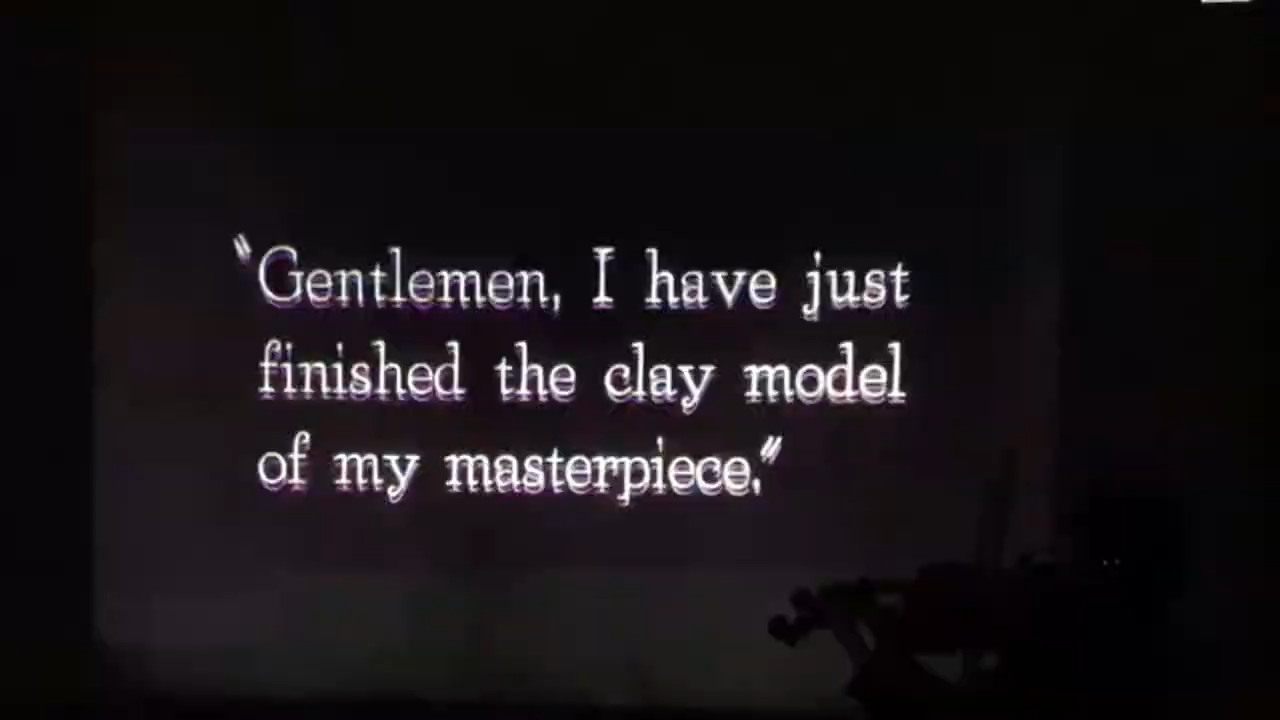 "Gentlemen, I have just
finished the clay model
of my masterpiece."